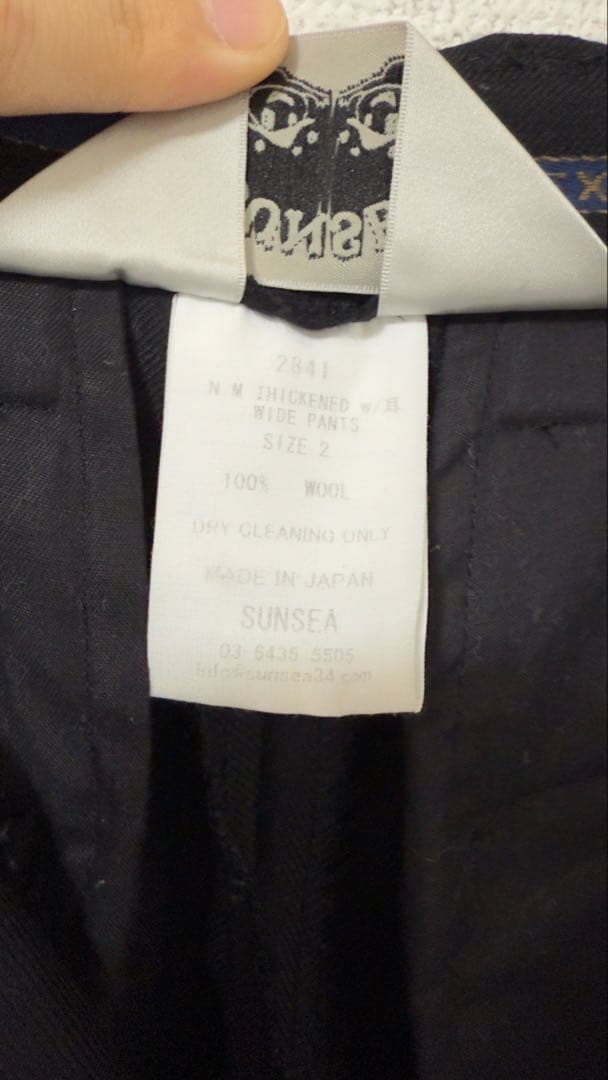 2841
N.M THICKENED w/耳
WIDE PANTS
SIZE 2
100% WOOL
DRY CLEANING ONLY
MADE IN JAPAN
SUNSEA
03 6435 5505
info@sunsea34.com